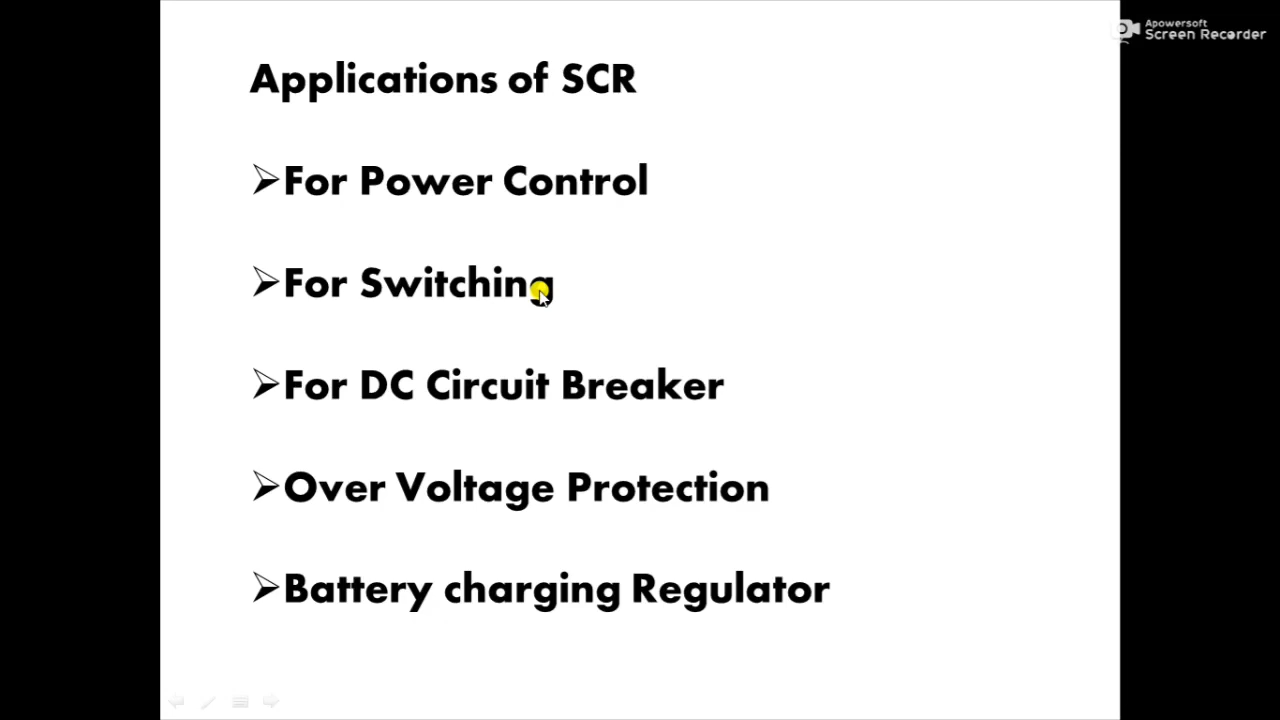 Apowersoft
Screen Recorder
Applications of SCR
➢For Power Control
➢For Switching
➢For DC Circuit Breaker
➢Over Voltage Protection
➢Battery charging Regulator